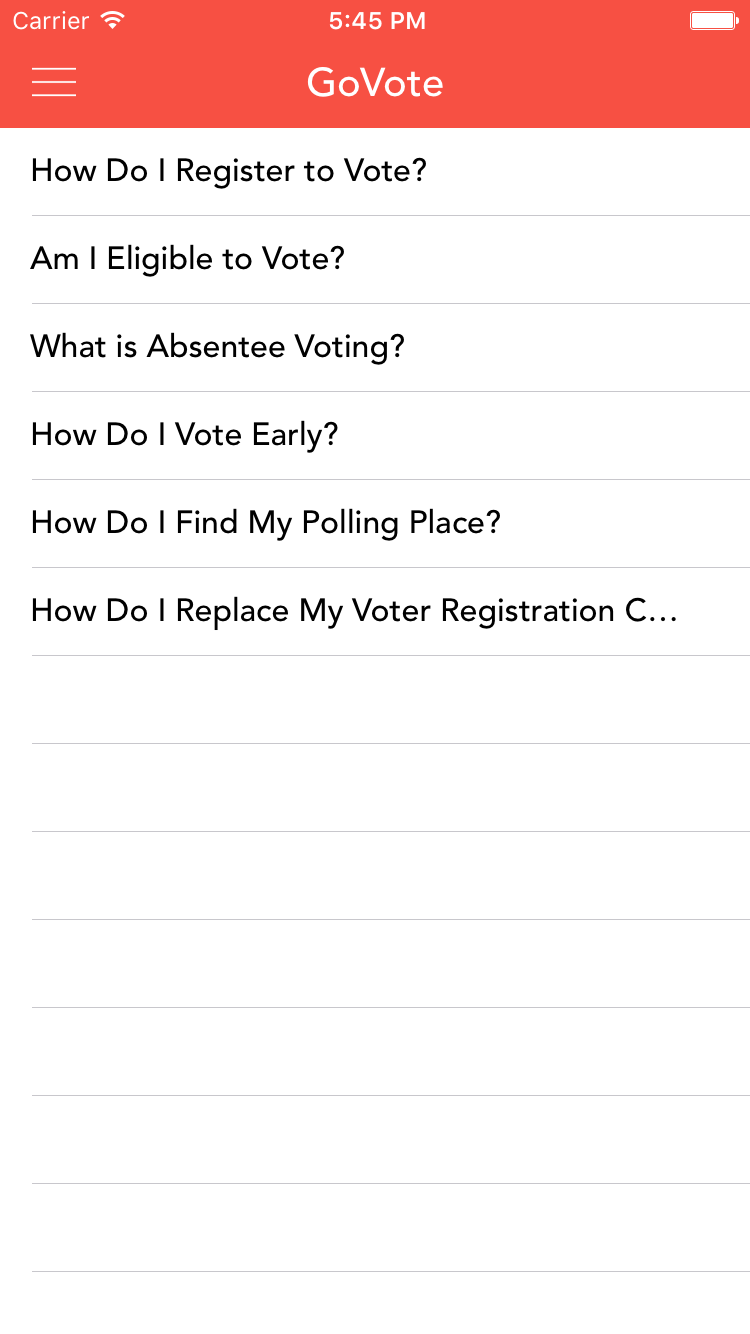 Carrier 5:45 PM
GoVote
How Do I Register to Vote?
Am I Eligible to Vote?
What is Absentee Voting?
How Do I Vote Early?
How Do I Find My Polling Place?
How Do I Replace My Voter Registration C...